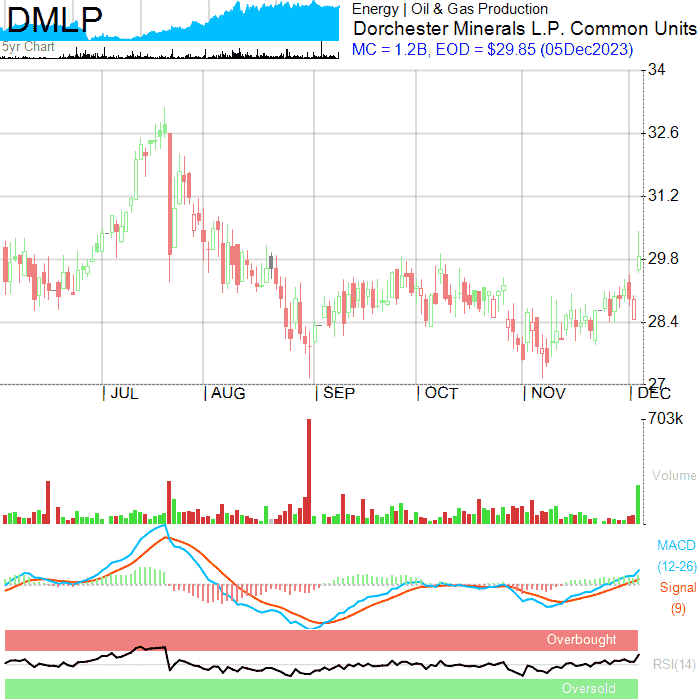 DMLP
5yr Chart
Energy | Oil & Gas Production
Dorchester Minerals L.P. Common Units
MC = 1.2B, EOD = $29.85 (05Dec2023)
34
32.6
31.2
29.8
28.4
27
| JUL
| AUG
| SEP
| OCT
| NOV
| DEC
703k
Volume
MACD
(12-26)
Signal
(9)
Overbought
RSI(14)
Oversold